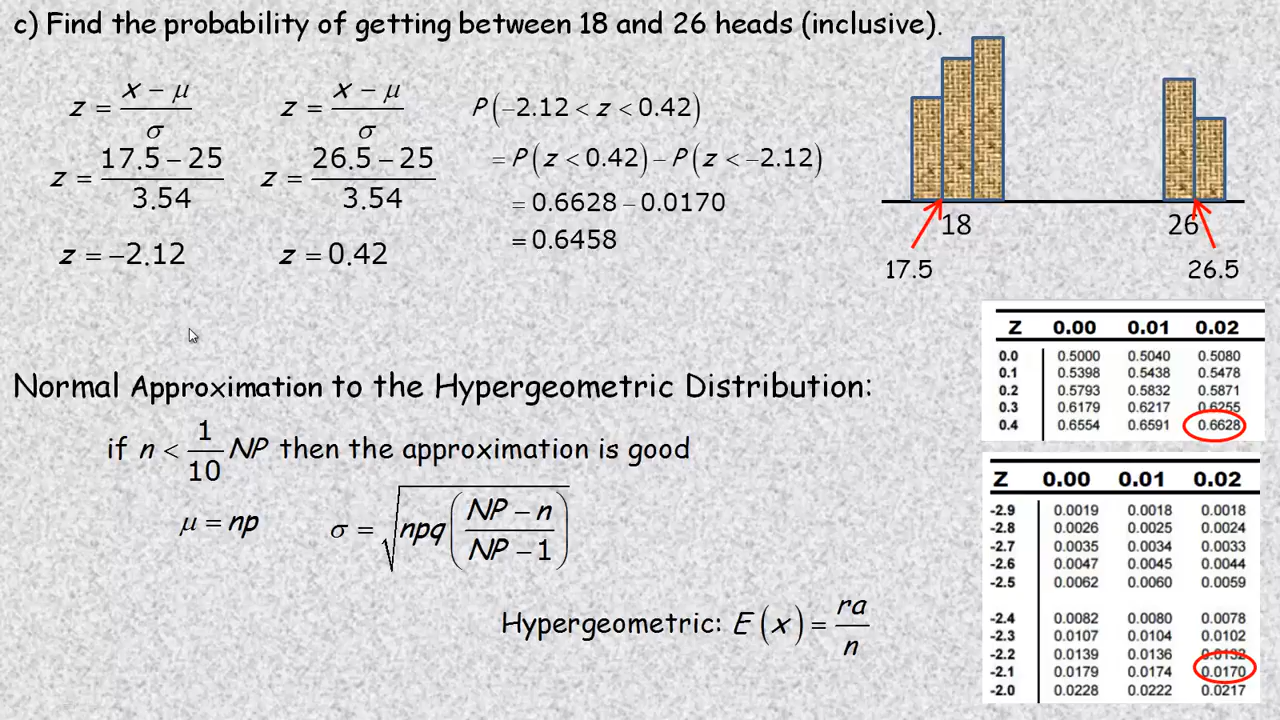 c) Find the probability of getting between 18 and 26 heads (inclusive).
z = (x − μ)/σ
z = (17.5 − 25)/3.54
z = −2.12
z = (x − μ)/σ
z = (26.5 − 25)/3.54
z = 0.42
P(−2.12 < z < 0.42)
= P(z < 0.42) − P(z < −2.12)
= 0.6628 − 0.0170
= 0.6458
18 26
17.5 26.5
Z 0.00 0.01 0.02
0.0 0.5000 0.5040 0.5080
0.1 0.5398 0.5438 0.5478
0.2 0.5793 0.5832 0.5871
0.3 0.6179 0.6217 0.6255
0.4 0.6554 0.6591 0.6628
Normal Approximation to the Hypergeometric Distribution:
if n < 1/10 NP then the approximation is good
μ = np
σ = √(npq((NP − n)/(NP − 1)))
Hypergeometric: E(x) = ra/n
Z 0.00 0.01 0.02
-2.9 0.0019 0.0018 0.0018
-2.8 0.0026 0.0025 0.0024
-2.7 0.0035 0.0034 0.0033
-2.6 0.0047 0.0045 0.0044
-2.5 0.0062 0.0060 0.0059
-2.4 0.0082 0.0080 0.0078
-2.3 0.0107 0.0104 0.0102
-2.2 0.0139 0.0136 0.0132
-2.1 0.0179 0.0174 0.0170
-2.0 0.0228 0.0222 0.0217